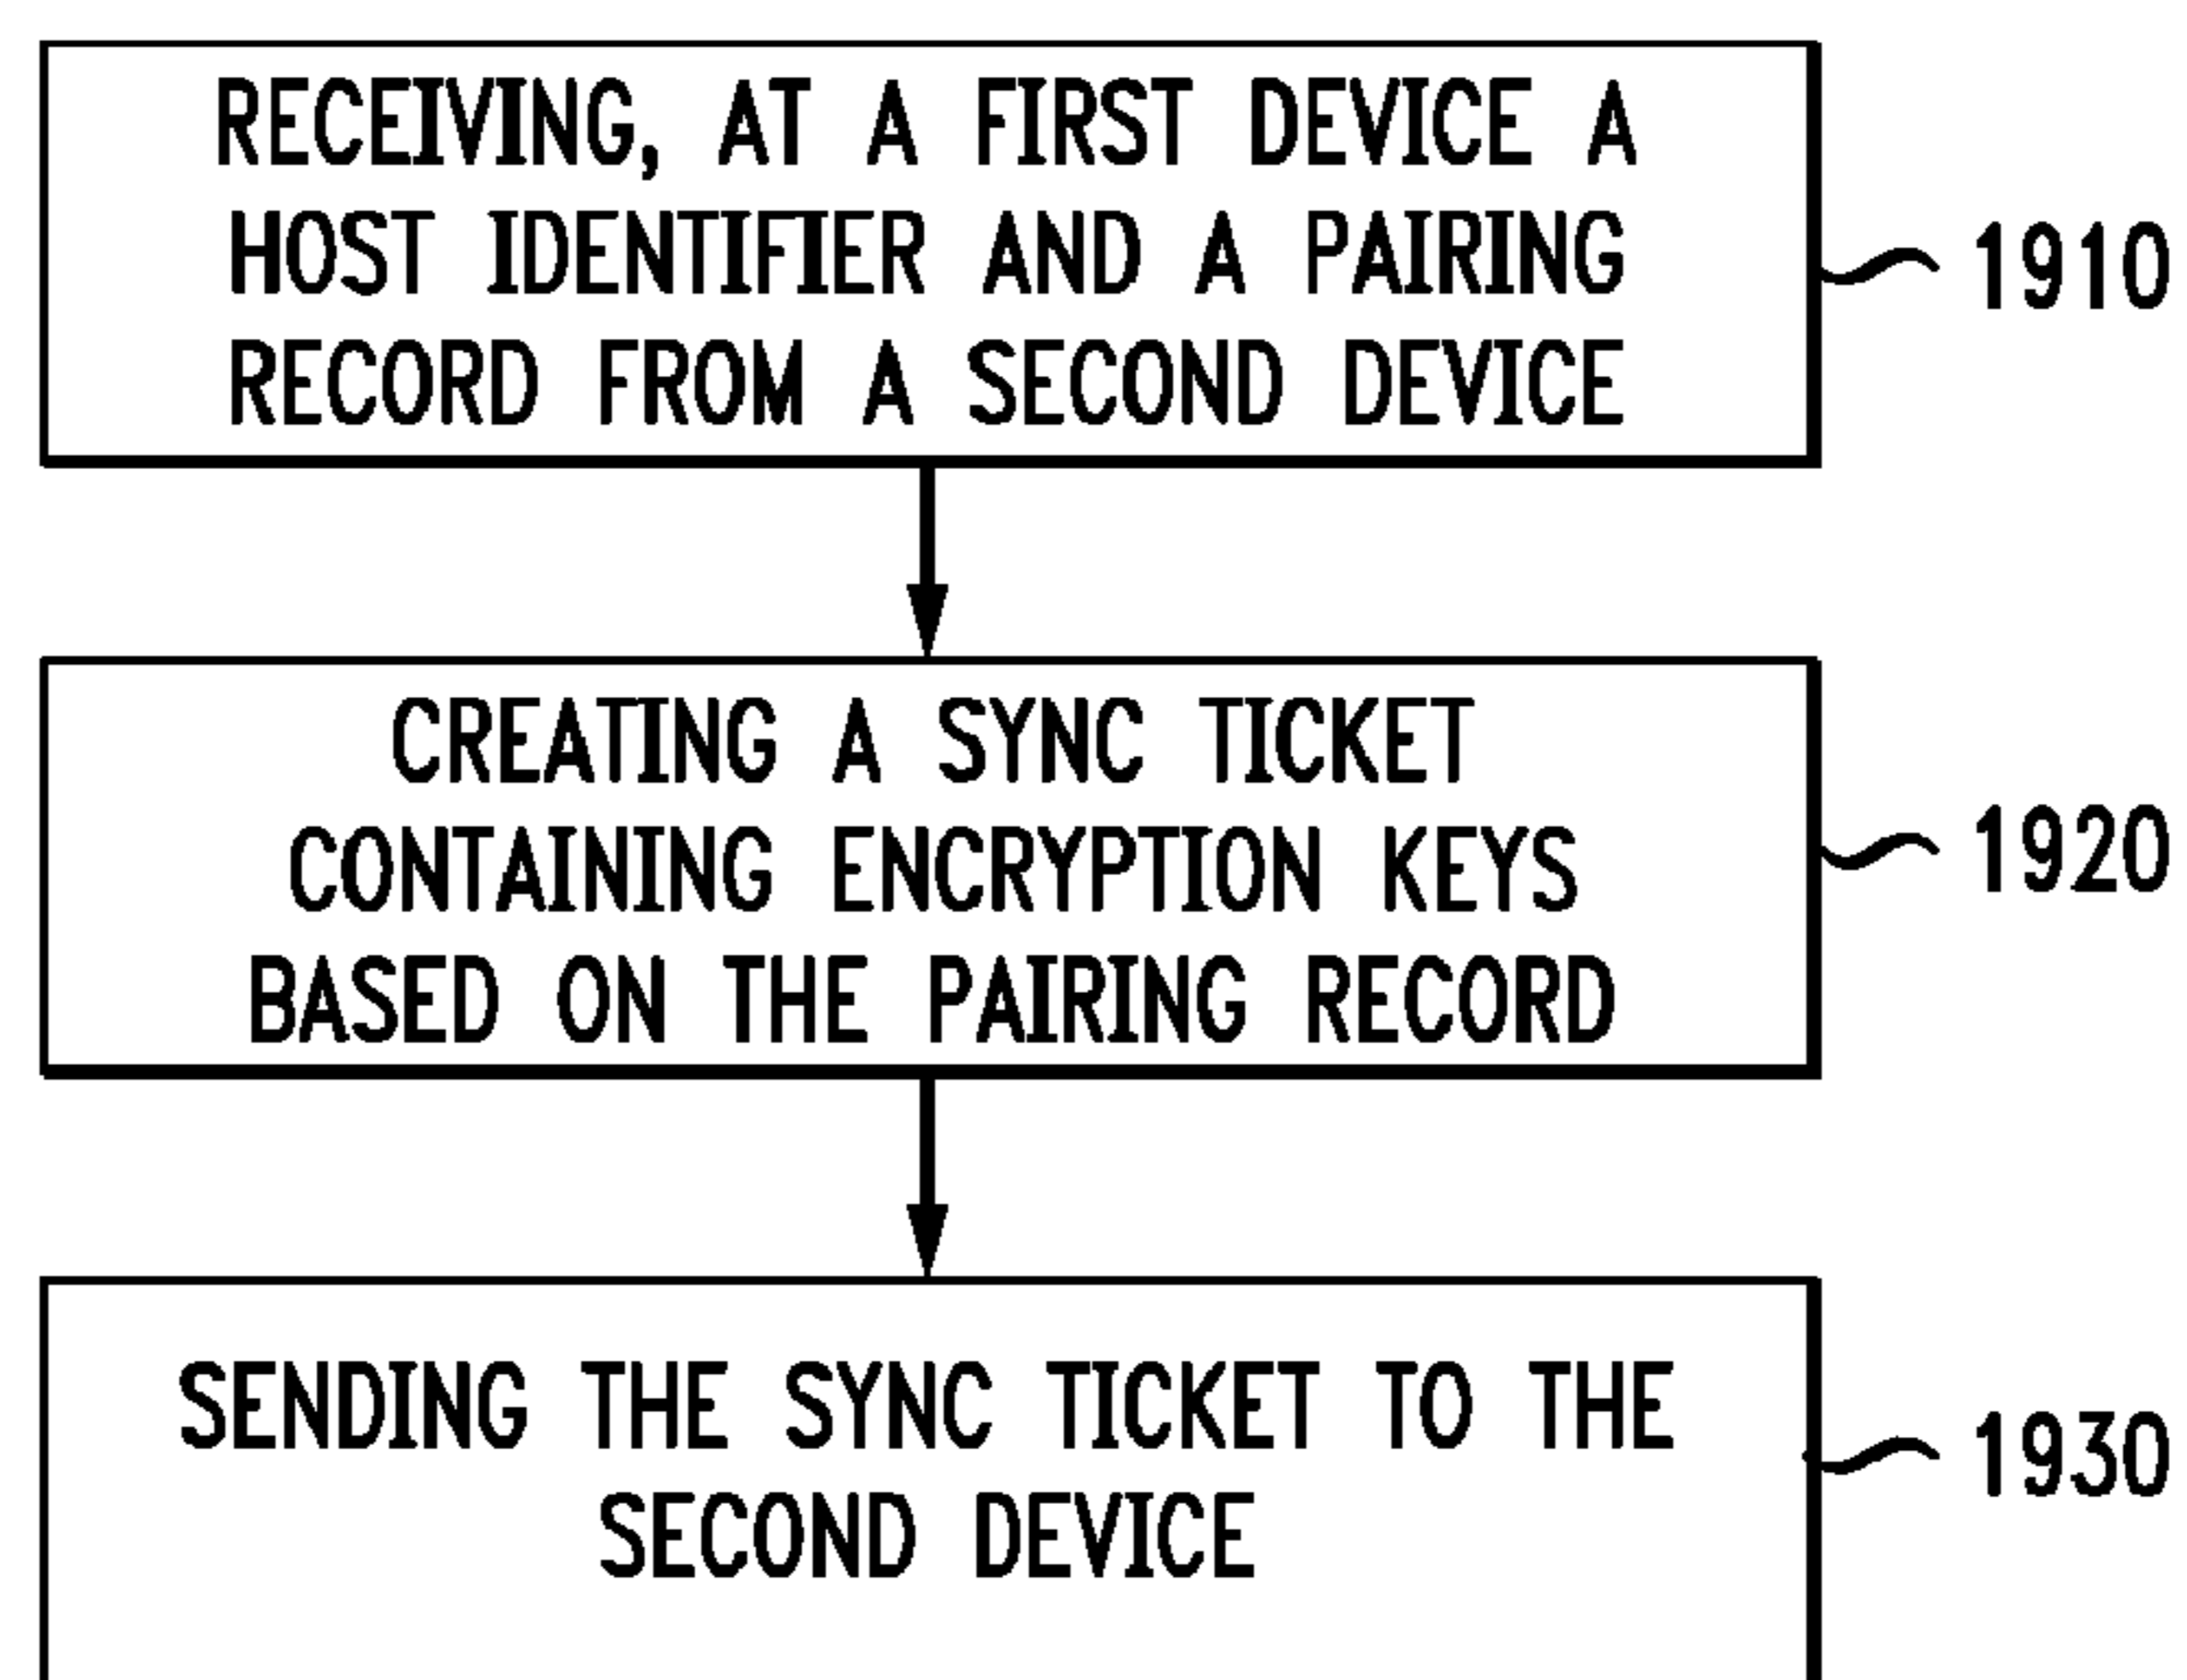 RECEIVING, AT A FIRST DEVICE A
HOST IDENTIFIER AND A PAIRING
RECORD FROM A SECOND DEVICE
1910
CREATING A SYNC TICKET
CONTAINING ENCRYPTION KEYS
BASED ON THE PAIRING RECORD
1920
SENDING THE SYNC TICKET TO THE
SECOND DEVICE
1930